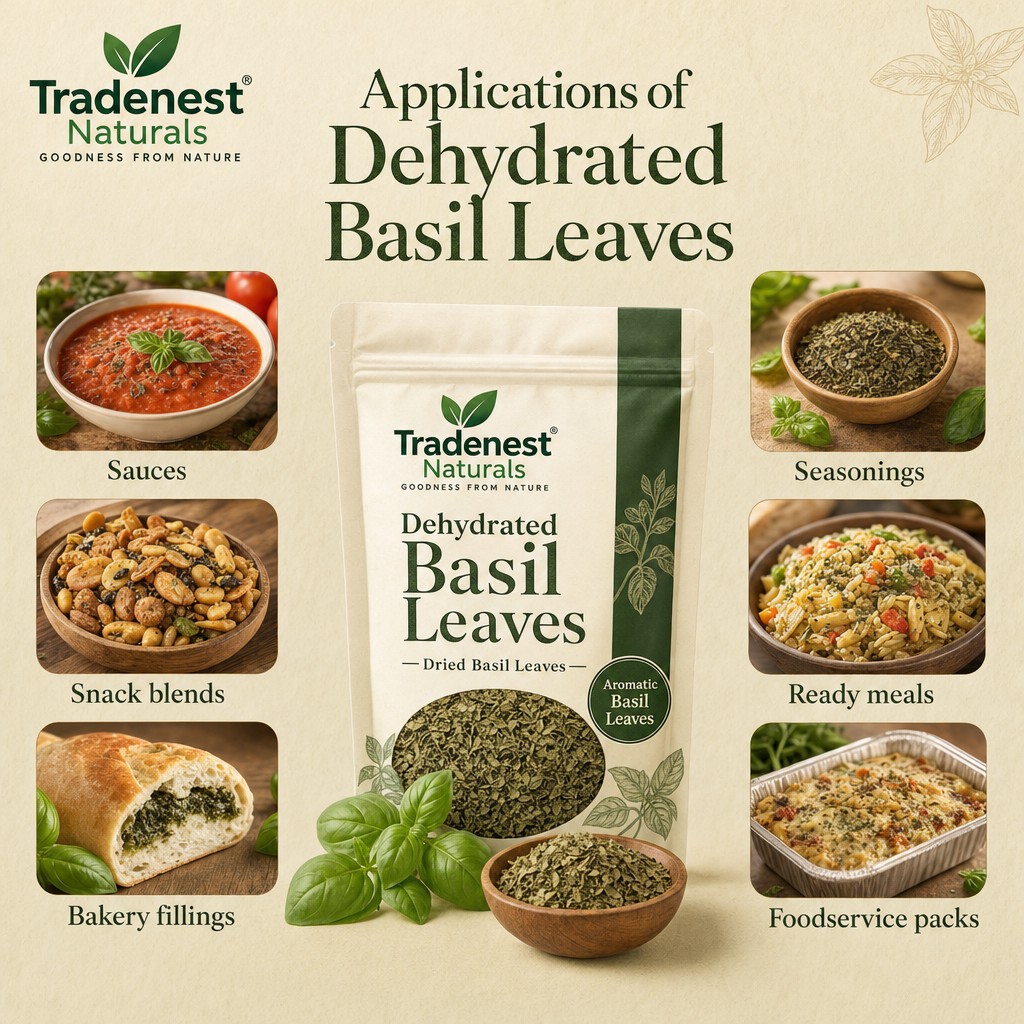 Tradenest®
Naturals
GOODNESS FROM NATURE
Applications of
Dehydrated
Basil Leaves
Sauces
Snack blends
Bakery fillings
Tradenest®
Naturals
GOODNESS FROM NATURE
Dehydrated
Basil
Leaves
Dried Basil Leaves
Aromatic
Basil
Leaves
Seasonings
Ready meals
Foodservice packs